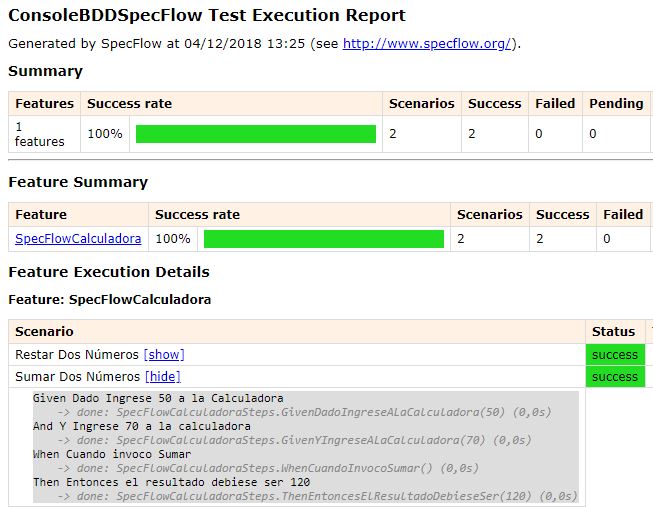 ConsoleBDDSpecFlow Test Execution Report
Generated by SpecFlow at 04/12/2018 13:25 (see http://www.specflow.org/).
Summary
Features Success rate Scenarios Success Failed Pending
1 features 100% 2 2 0 0
Feature Summary
Feature Success rate Scenarios Success Failed
SpecFlowCalculadora 100% 2 2 0
Feature Execution Details
Feature: SpecFlowCalculadora
Scenario Status
Restar Dos Números [show] success
Sumar Dos Números [hide] success
Given Dado Ingrese 50 a la Calculadora
-> done: SpecFlowCalculadoraSteps.GivenDadoIngreseALaCalculadora(50) (0,0s)
And Y Ingrese 70 a la calculadora
-> done: SpecFlowCalculadoraSteps.GivenYIngreseALaCalculadora(70) (0,0s)
When Cuando invoco Sumar
-> done: SpecFlowCalculadoraSteps.WhenCuandoInvocoSumar() (0,0s)
Then Entonces el resultado debiese ser 120
-> done: SpecFlowCalculadoraSteps.ThenEntoncesElResultadoDebieseSer(120) (0,0s)